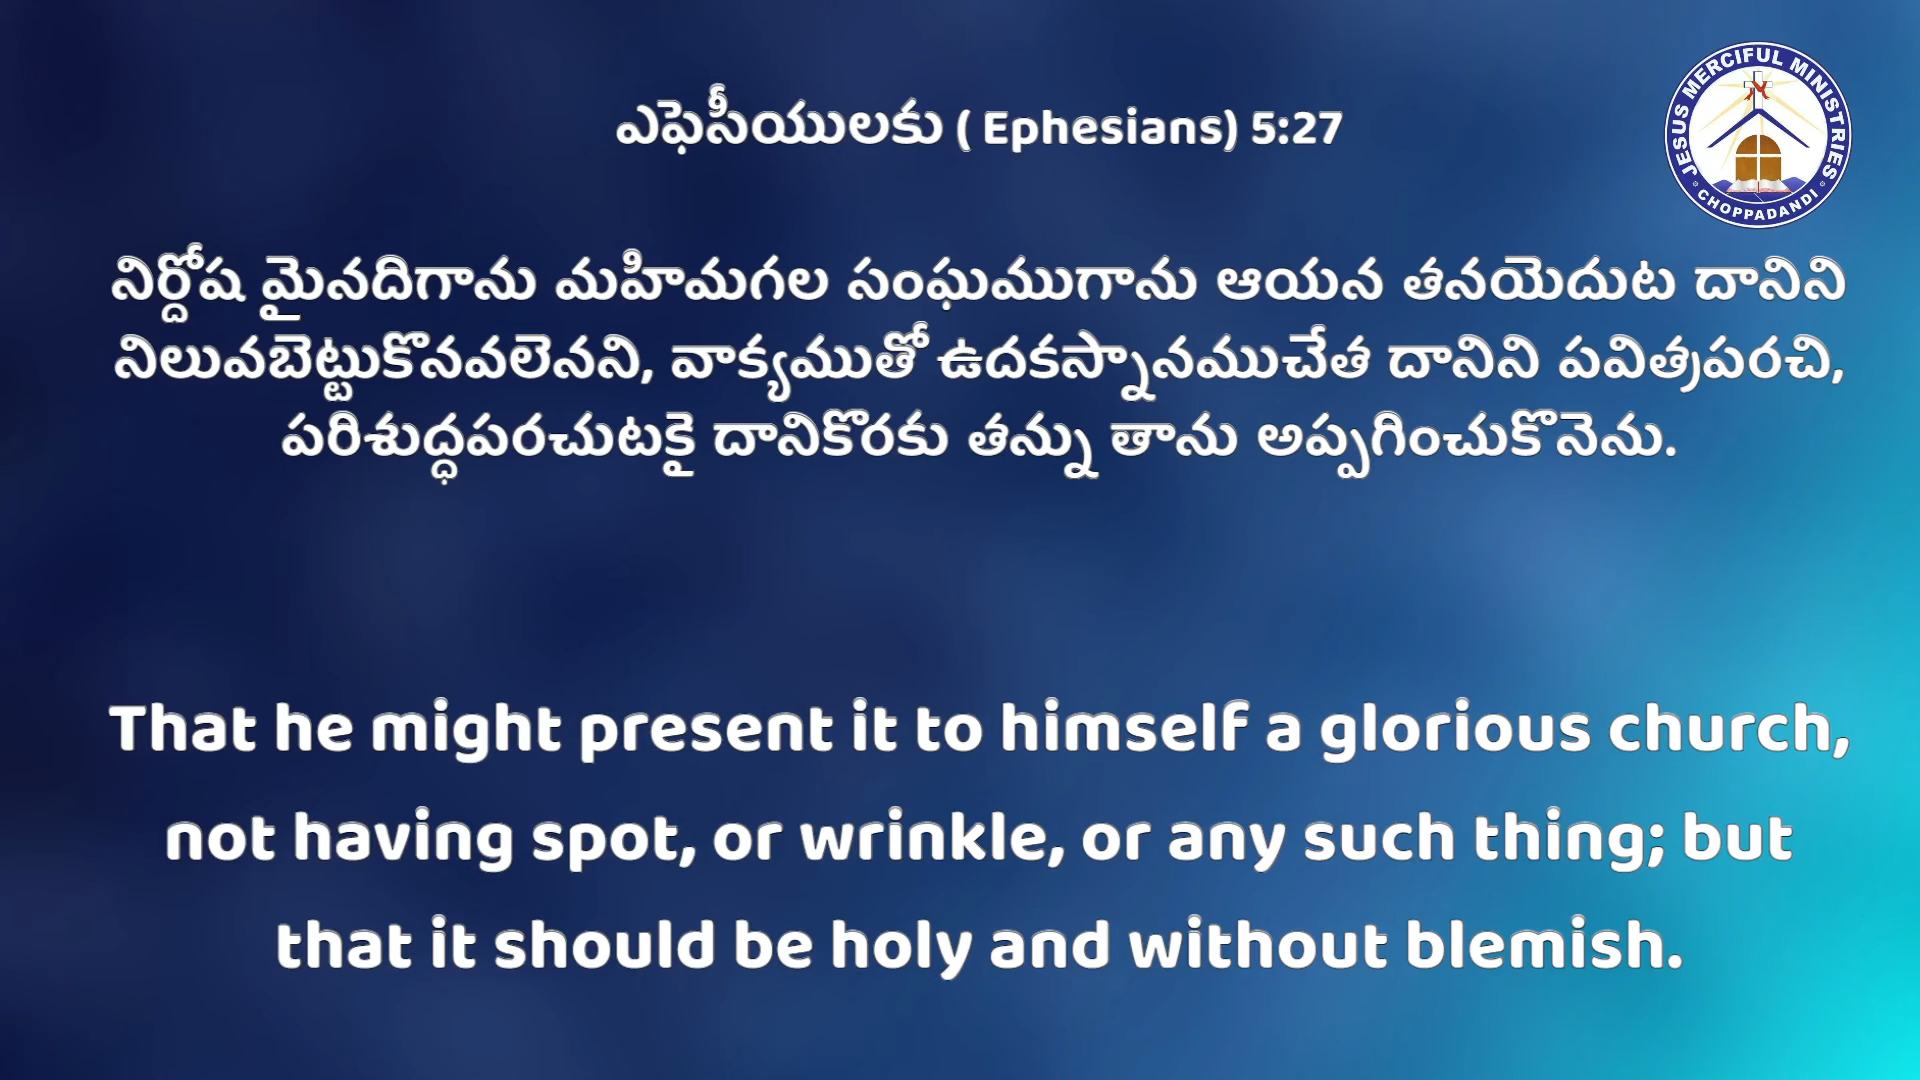 ఎఫెసీయులకు ( Ephesians) 5:27
JESUS MERCIFUL MINISTRIES
CHOPPADANDI
నిర్దోష మైనదిగాను మహిమగల సంఘముగాను ఆయన తనయెదుట దానిని
నిలువబెట్టుకొనవలెనని, వాక్యముతో ఉదకస్నానముచేత దానిని పవిత్రపరచి,
పరిశుద్ధపరచుటకై దానికొరకు తన్ను తాను అప్పగించుకొనెను.
That he might present it to himself a glorious church,
not having spot, or wrinkle, or any such thing; but
that it should be holy and without blemish.